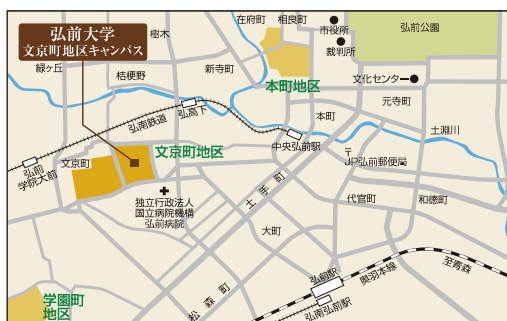 弘前大学
文京町地区キャンパス
在府町
相良町
市役所
裁判所
弘前公園
樹木
緑ヶ丘
桔梗野
新寺町
文化センター
元寺町
本町地区
本町
土淵川
弘高下
弘南鉄道
中央弘前駅
〒
JP弘前郵便局
文京町地区
文京町
弘前
学院大前
独立行政法人
国立病院機構
弘前病院
土手町
代官町
和徳町
大町
学園町
地区
松森町
弘前駅
弘南弘前駅
奥羽本線
至青森